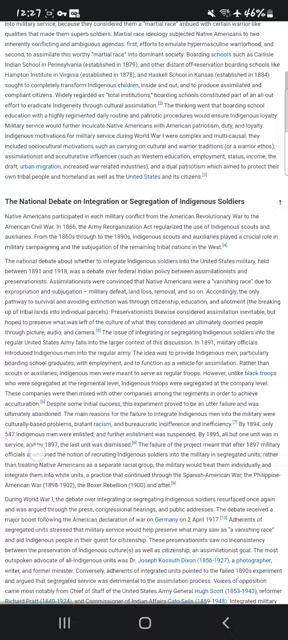 12:27
46%
into military service, because they considered them a "martial race" imbued with certain warrior-like
qualities that made them superb soldiers. Martial race ideology subjected Native Americans to two
inherently conflicting and ambiguous agendas: first, efforts to emulate hypermasculine warriorhood, and
second, to assimilate this worthy "martial race" into dominant society. Boarding schools such as Carlisle
Indian School in Pennsylvania (established in 1879), and other distant off-reservation boarding schools like
Hampton Institute in Virginia (established in 1878), and Haskell School in Kansas (established in 1884)
sought to completely transform Indigenous children, inside and out, and to produce assimilated and
compliant citizens. Widely regarded as "total institutions," boarding schools constituted part of an all-out
effort to eradicate Indigeneity through cultural assimilation. [2] The thinking went that boarding school
education with a highly regimented daily routine and patriotic procedures would ensure Indigenous loyalty.
Military service would further inculcate Native Americans with American patriotism, duty, and loyalty.
Indigenous motivations for military service during World War I were complex and multi-causal: they
included sociocultural motivations such as carrying on cultural and warrior traditions (or a warrior ethos),
assimilationist and acculturative influences (such as Western education, employment, status, income, the
draft, urban migration, increased war-related industries), and a dual patriotism which aimed to protect their
own tribal people and homeland as well as the United States and its citizens. [3]
The National Debate on Integration or Segregation of Indigenous Soldiers
Native Americans participated in each military conflict from the American Revolutionary War to the
American Civil War. In 1866, the Army Reorganization Act regularized the use of Indigenous scouts and
auxiliaries. From the 1860s through to the 1890s, Indigenous scouts and auxiliaries played a crucial role in
military campaigning and the subjugation of the remaining tribal nations in the West. [4]
The national debate about whether to integrate Indigenous soldiers into the United States military, held
between 1891 and 1918, was a debate over federal Indian policy between assimilationists and
preservationists. Assimilationists were convinced that Native Americans were a "vanishing race" due to
expropriation and subjugation – military defeat, land loss, removal, and so on. Accordingly, the only
pathway to survival and avoiding extinction was through citizenship, education, and allotment (the breaking
up of tribal lands into individual parcels). Preservationists likewise considered assimilation inevitable, but
hoped to preserve what was left of the culture of what they considered an ultimately doomed people
through picture, audio, and camera. [5] The issue of integrating or segregating Indigenous soldiers into the
regular United States Army falls into the larger context of this discussion. In 1891, military officials
introduced Indigenous men into the regular army. The idea was to provide Indigenous men, particularly
boarding school graduates, with employment, and to function as a vehicle for assimilation. Rather
than scouts or auxiliaries, Indigenous men were meant to serve as regular troops. However, unlike black troops
who were segregated at the regimental level, Indigenous troops were segregated at the company level.
These companies were then mixed with other companies among the regiments in order to achieve
acculturation. [6] Despite some initial success, this experiment proved to be an utter failure and was
ultimately abandoned. The main reasons for the failure to integrate Indigenous men into the military were
culturally-based problems, blatant racism, and bureaucratic indifference and inefficiency. [7] By 1894, only
547 Indigenous men were enlisted, and further enlistment was suspended. By 1895, all but one unit was in
service, and by 1897, the last unit was dismissed. [8] The failure of the project meant that after 1897 military
officials the notion of recruiting Indigenous soldiers into the military in segregated units; rather
than treating Native Americans as a separate racial group, the military would treat them individually and
integrate them into white units, a practice that continued through the Spanish-American War, the Philippine-
American War (1898-1902), the Boxer Rebellion (1900) and after. [9]
During World War I, the debate over integrating or segregating Indigenous soldiers resurfaced once again
and was waged through the press, congressional hearings, and public addresses. The debate received a
major boost following the American declaration of war on Germany on 2 April 1917. [10] Adherents of
segregated units stressed that military service would help preserve what many saw as "a vanishing race"
and aid Indigenous people in their quest for citizenship. These preservationists saw no inconsistency
between the preservation of Indigenous culture(s) as well as citizenship, an assimilationist goal. The most
outspoken advocate of all-Indigenous units was Dr. Joseph Kossuth Dixon (1856-1926), a photographer,
writer, and former minister. Conversely, adherents of integrated units pointed to the failed 1890s experiment
and argued that segregated service was detrimental to the assimilation process. Voices of opposition
came most notably from Chief of Staff of the United States Army General Hugh Scott (1853-1943),
reformer Richard Pratt (1840-1924), and Commissioner of Indian Affairs Cato Sells (1859-1948). Integrated military